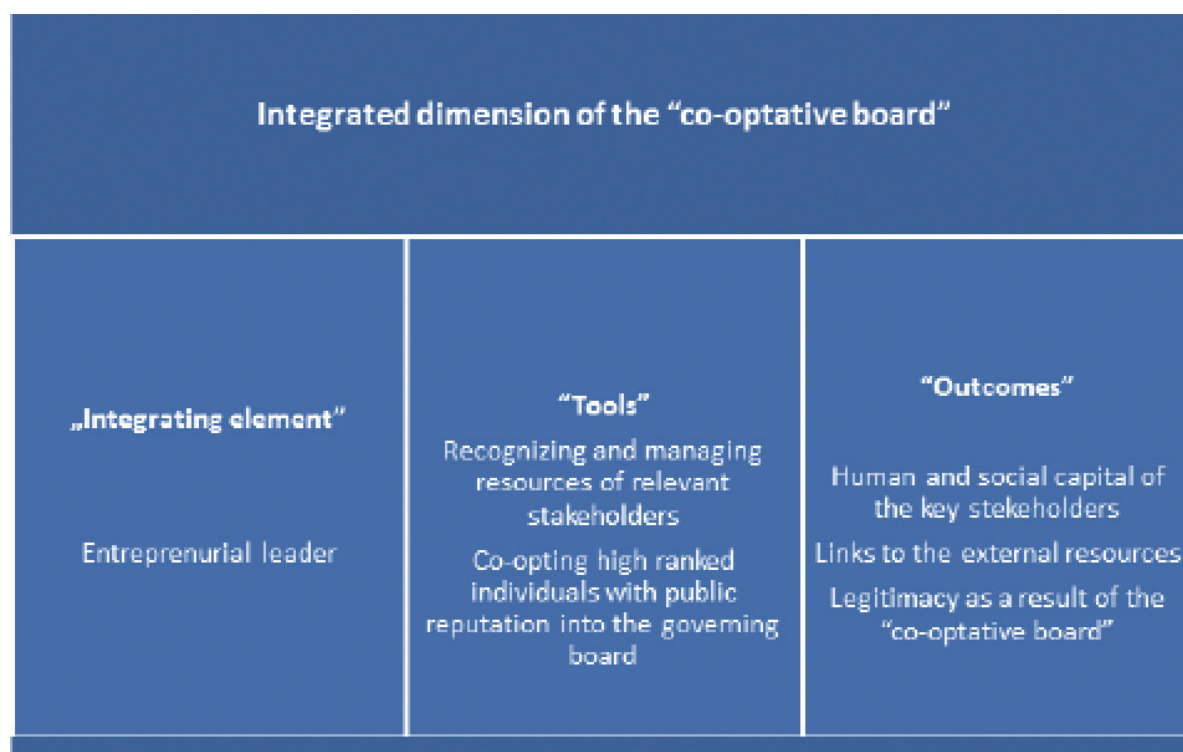 Integrated dimension of the “co-optative board”
„Integrating element”
Entreprenurial leader
“Tools”
Recognizing and managing
resources of relevant
stakeholders
Co-opting high ranked
individuals with public
reputation into the governing
board
“Outcomes”
Human and social capital of
the key stekeholders
Links to the external resources
Legitimacy as a result of the
“co-optative board”